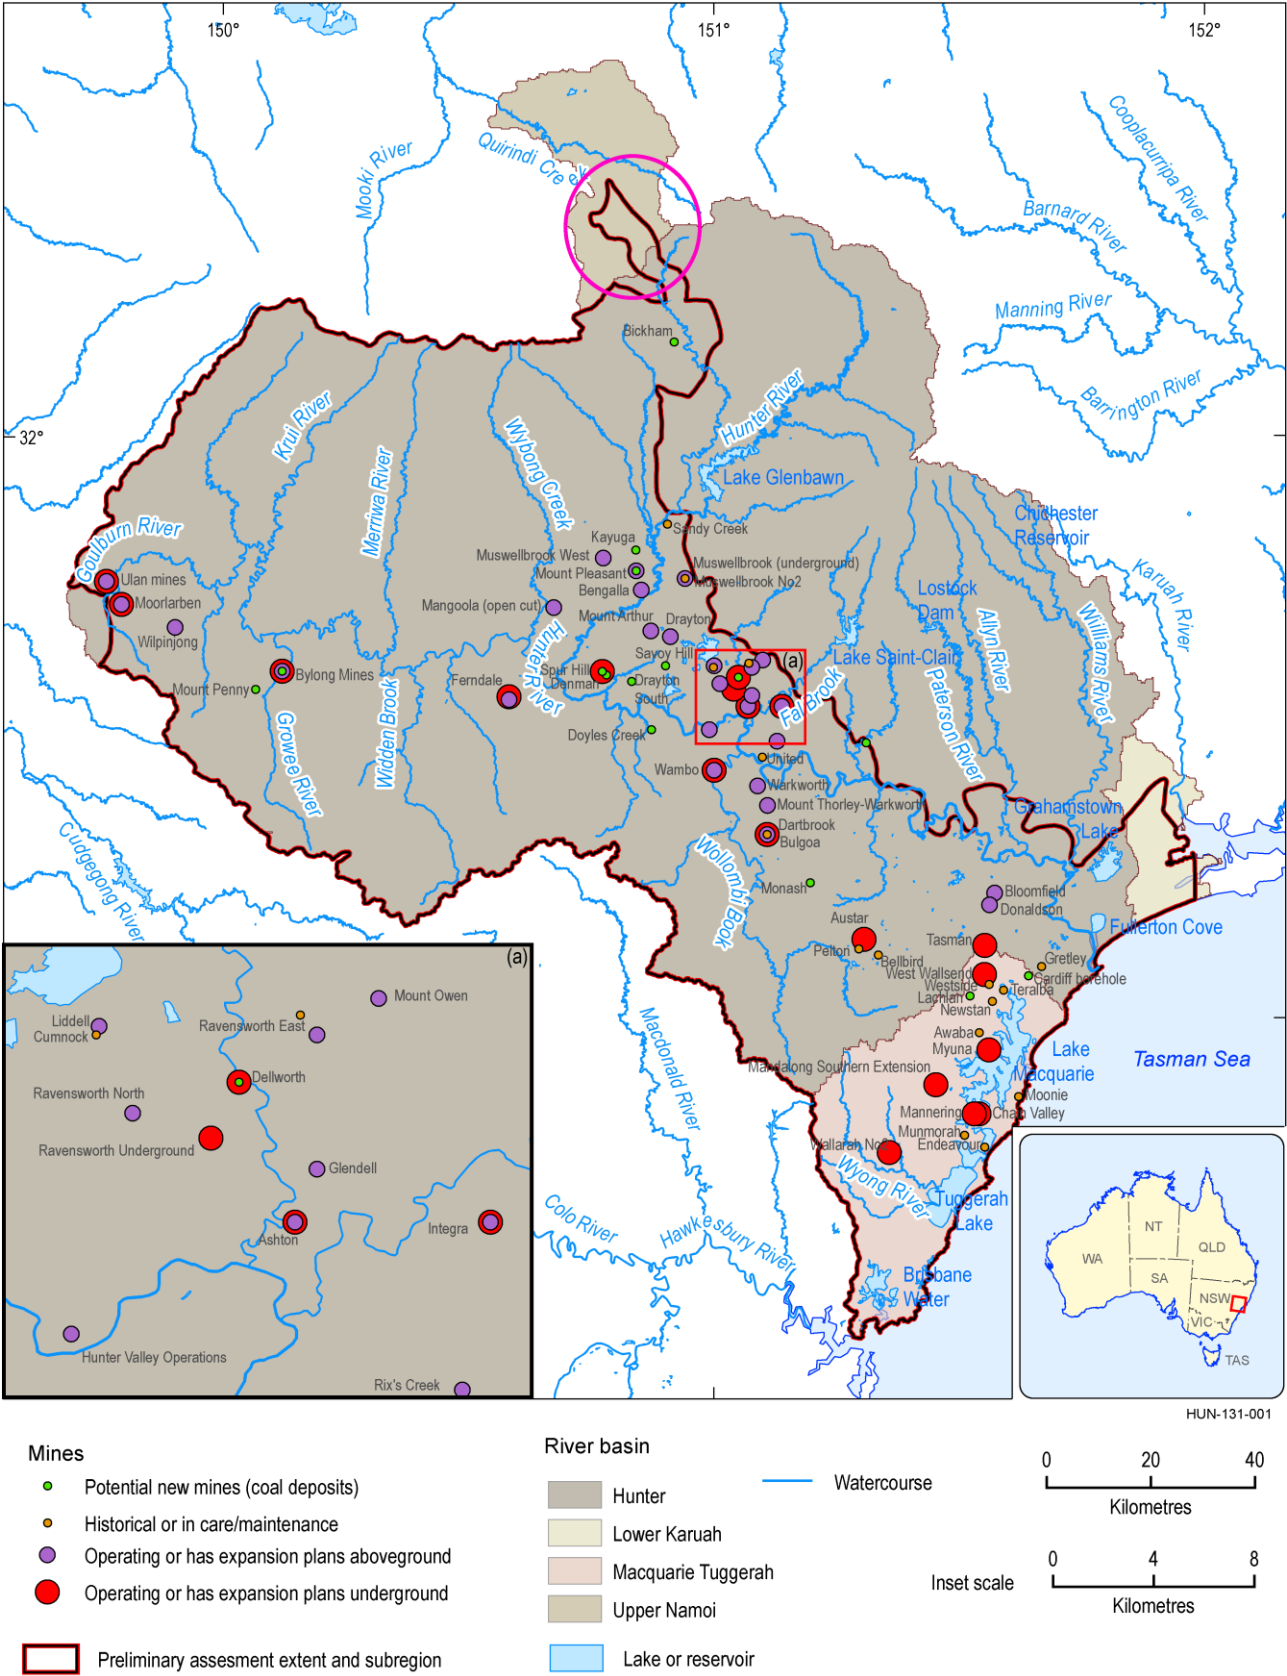 150°
151°
152°
Cooplacurripa River
Quirindi Creek
Mooki River
Barnard River
Manning River
Bickham
Barrington River
Hunter River
Krui River
32°
Wybong Creek
Merriwa River
Lake Glenbawn
Chichester
Reservoir
Goulburn River
Sandy Creek
Kayuga
Muswellbrook West
Muswellbrook (underground)
Karuah River
Mount Pleasant
Muswellbrook No2
Ulan mines
Bengalla
Lostock
Dam
Moorlarben
Mangoola (open cut)
Mount Arthur
Drayton
Allyn River
Williams River
Wilpinjong
Hunter River
Savoy Hill
(a)
Lake Saint-Clair
Bylong Mines
Spur Hill
Ferndale
Denman
Drayton
South
Mount Penny
Fal Brook
Paterson River
Growee River
Widden Brook
Doyles Creek
United
Wambo
Warkworth
Mount Thorley-Warkworth
Grahamstown
Lake
Dartbrook
Bulgoa
Cudgegong River
Wollombi Book
Monash
Bloomfield
Donaldson
Austar
Fullerton Cove
Tasman
Pelton
Bellbird
Gretley
West Wallsend
Cardiff borehole
Westside
Teralba
Lachlan
Newstan
Macdonald River
Awaba
Myuna
Lake
Macquarie
Tasman Sea
Mandalong Southern Extension
Moonie
Mannering
Chain Valley
Munmorah
Endeavour
Wallarah No2
Wyong River
Tuggerah
Lake
Colo River
Hawkesbury River
Brisbane
Water
(a)
Mount Owen
Liddell
Cumnock
Ravensworth East
Dellworth
Ravensworth North
Ravensworth Underground
Glendell
Ashton
Integra
Hunter Valley Operations
Rix's Creek
NT
WA
QLD
SA
NSW
VIC
TAS
HUN-131-001
Mines
Potential new mines (coal deposits)
Historical or in care/maintenance
Operating or has expansion plans aboveground
Operating or has expansion plans underground
Preliminary assesment extent and subregion
River basin
Hunter
Lower Karuah
Macquarie Tuggerah
Upper Namoi
Lake or reservoir
Watercourse
0 20 40
Kilometres
Inset scale
0 4 8
Kilometres